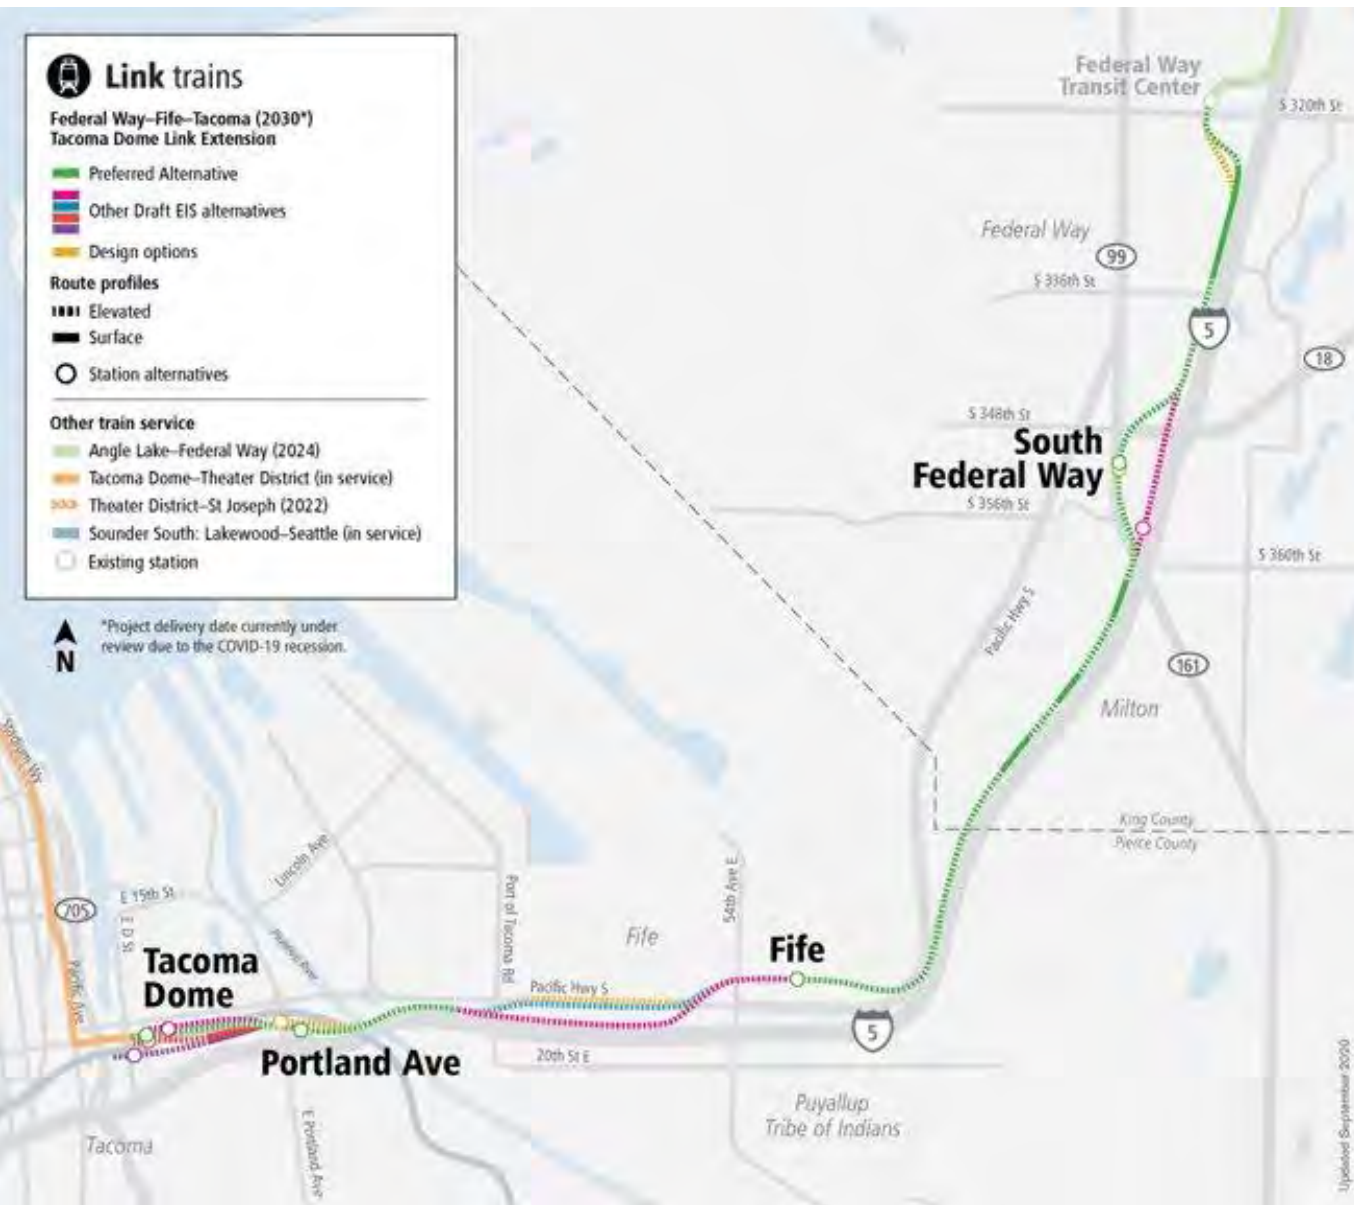 Link trains
Federal Way–Fife–Tacoma (2030*)
Tacoma Dome Link Extension
Preferred Alternative
Other Draft EIS alternatives
Design options
Route profiles
Elevated
Surface
Station alternatives
Other train service
Angle Lake–Federal Way (2024)
Tacoma Dome–Theater District (in service)
Theater District–St Joseph (2022)
Sounder South: Lakewood–Seattle (in service)
Existing station
*Project delivery date currently under
review due to the COVID-19 recession.
N
Federal Way
Transit Center
S 320th St
Federal Way
99
S 336th St
5
18
S 348th St
South
Federal Way
S 356th St
S 360th St
Pacific Hwy S
161
Milton
King County
Pierce County
Stadium Wy
705
E 15th St
E D St
Lincoln Ave
Pacific Ave
Port of Tacoma Rd
54th Ave E
Fife
Fife
Tacoma
Dome
Pacific Hwy S
5
Portland Ave
20th St E
Puyallup
Tribe of Indians
Tacoma
E Portland Ave
Updated September 2020